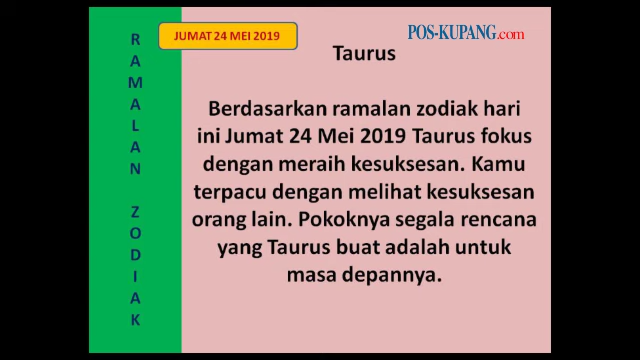 JUMAT 24 MEI 2019
POS-KUPANG.com
RAMALAN ZODIAK
Taurus
Berdasarkan ramalan zodiak hari
ini Jumat 24 Mei 2019 Taurus fokus
dengan meraih kesuksesan. Kamu
terpacu dengan melihat kesuksesan
orang lain. Pokoknya segala rencana
yang Taurus buat adalah untuk
masa depannya.